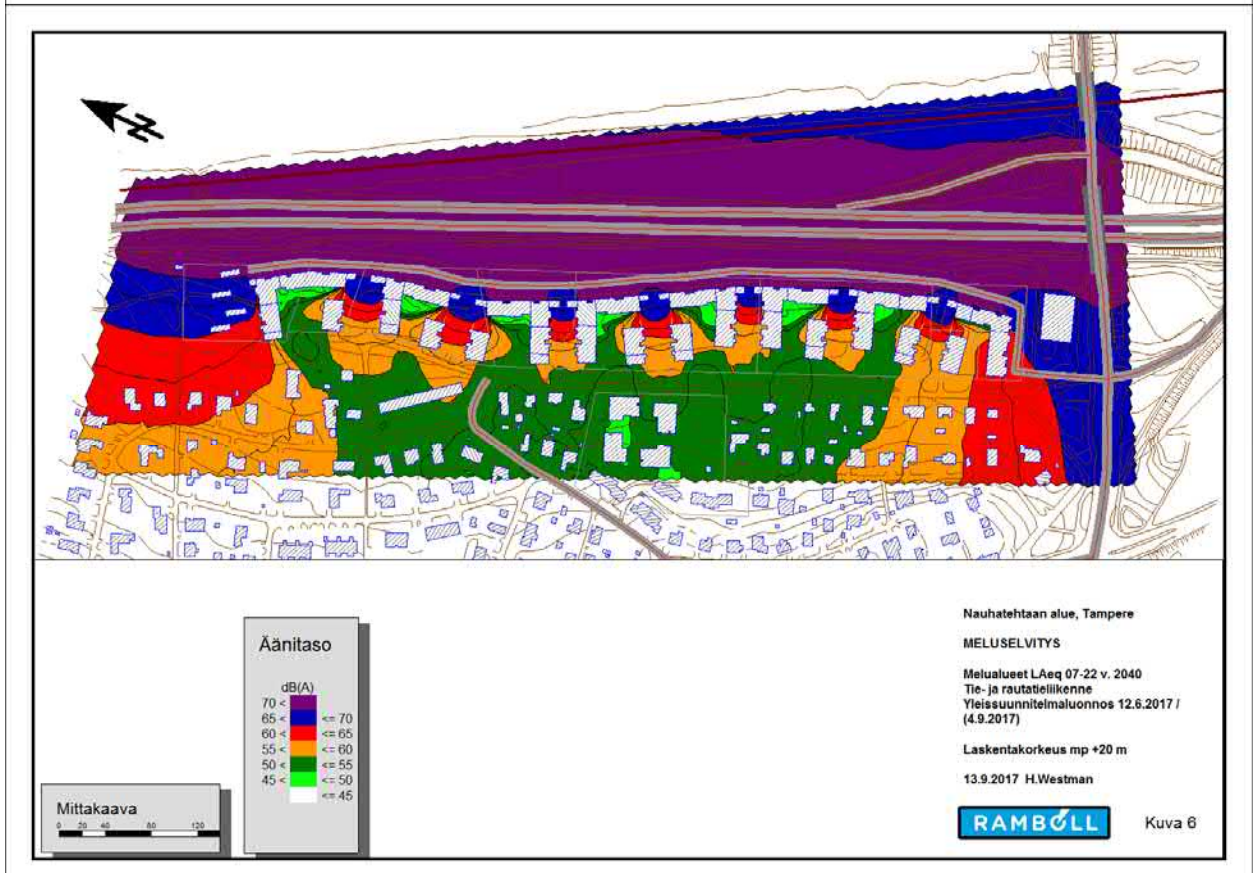 N
Äänitaso
dB(A)
70 <
65 < <= 70
60 < <= 65
55 < <= 60
50 < <= 55
45 < <= 50
<= 45
Mittakaava
0 20 40 80 120
Nauhatehtaan alue, Tampere
MELUSELVITYS
Melualueet LAeq 07-22 v. 2040
Tie- ja rautatieliikenne
Yleissuunnitelmaluonnos 12.6.2017 /
(4.9.2017)
Laskentakorkeus mp +20 m
13.9.2017 H.Westman
RAMBOLL
Kuva 6